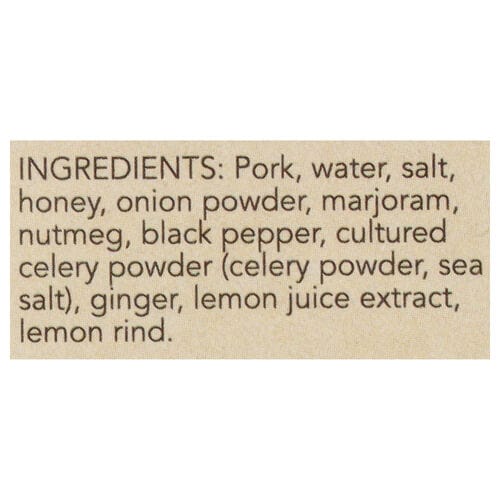 INGREDIENTS: Pork, water, salt,
honey, onion powder, marjoram,
nutmeg, black pepper, cultured
celery powder (celery powder, sea
salt), ginger, lemon juice extract,
lemon rind.